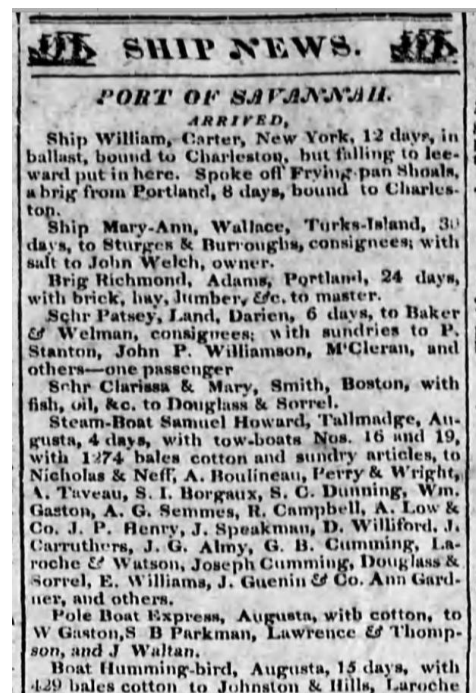 SHIP NEWS.
PORT OF SAVANNAH.
ARRIVED,
Ship William, Carter, New York, 12 days, in
ballast, bound to Charleston, but falling to lee-
ward put in here. Spoke off Frying-pan Shoals,
a brig from Portland, 8 days, bound to Charles-
ton.
Ship Mary-Ann, Wallace, Turks-Island, 30
days, to Sturges & Burroughs, consignees; with
salt to John Welch, owner.
Brig Richmond, Adams, Portland, 24 days,
with brick, hay, lumber, &c. to master.
Schr Patsey, Land, Darien, 6 days, to Baker
& Welman, consignees; with sundries to P.
Stanton, John P. Williamson, M'Cleran, and
others—one passenger
Schr Clarissa & Mary, Smith, Boston, with
fish, oil, &c. to Douglass & Sorrel.
Steam-Boat Samuel Howard, Tallmadge, Au-
gusta, 4 days, with tow-boats Nos. 16 and 19,
with 1274 bales cotton and sundry articles, to
Nicholas & Neff, A. Roulineau, Perry & Wright,
A. Taveau, S. I. Borgaux, S. C. Dunning, Wm.
Gaston, A. G. Semmes, R. Campbell, A. Low &
Co. J. P. Henry, J. Speakman, D. Williford, J.
Carruthers, J. G. Almy, G. B. Cumming, La-
roche & Watson, Joseph Cumming, Douglass &
Sorrel, E. Williams, J. Guenin & Co. Ann Gard-
ner, and others.
Pole Boat Express, Augusta, with cotton, to
W Gaston, S B Parkman, Lawrence & Thomp-
son, and J Waltan.
Boat Humming-bird, Augusta, 15 days, with
429 bales cotton to Johnston & Hills, Laroche